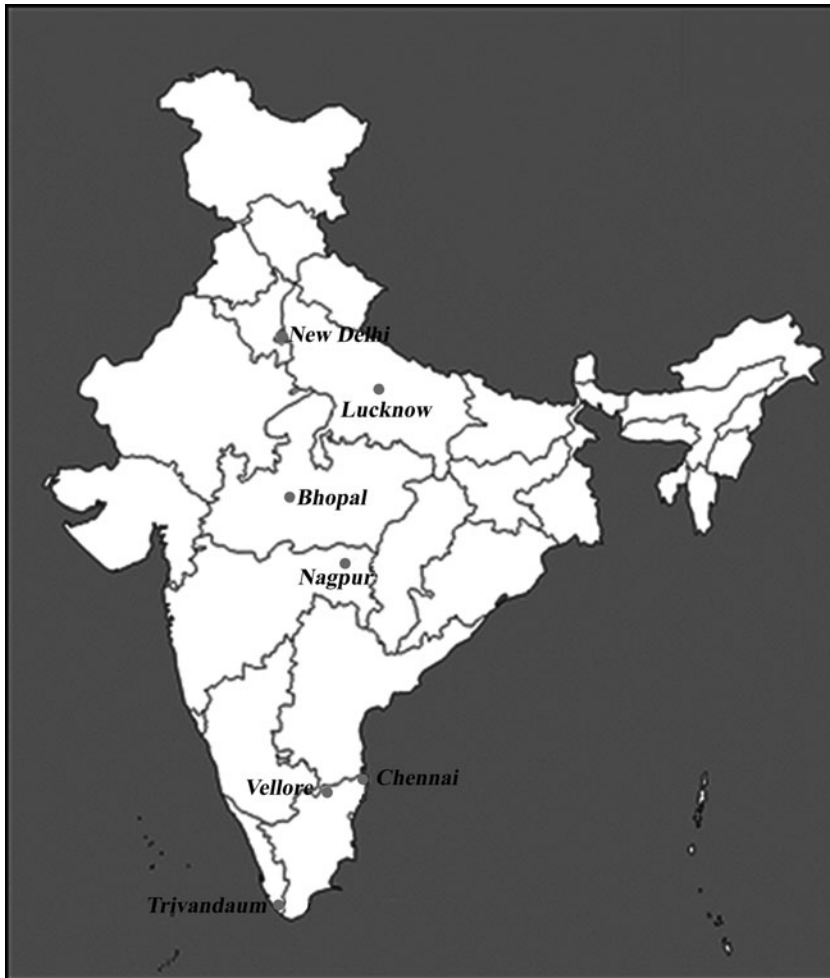 New Delhi
Lucknow
Bhopal
Nagpur
Chennai
Vellore
Trivandaum